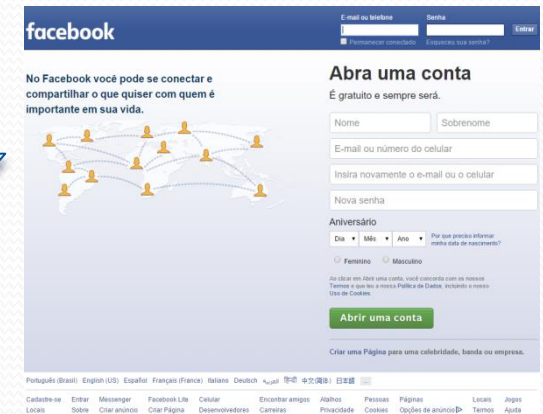 facebook
E-mail ou telefone Senha
Entrar
Permanecer conectado Esqueceu sua senha?
No Facebook você pode se conectar e
compartilhar o que quiser com quem é
importante em sua vida.
Abra uma conta
É gratuito e sempre será.
Nome Sobrenome
E-mail ou número do celular
Insira novamente o e-mail ou o celular
Nova senha
Aniversário
Dia Mês Ano
Por que preciso informar
minha data de nascimento?
Feminino Masculino
Ao clicar em Abrir uma conta, você concorda com os nossos
Termos e que leu a nossa Política de Dados, incluindo o nosso
Uso de Cookies.
Abrir uma conta
Criar uma Página para uma celebridade, banda ou empresa.
Português (Brasil) English (US) Español Français (France) Italiano Deutsch العربية हिन्दी 中文(简体) 日本語 ...
Cadastre-se Entrar Messenger Facebook Lite Celular Encontrar amigos Atalhos Pessoas Páginas Locais Jogos
Locais Sobre Criar anúncio Criar Página Desenvolvedores Carreiras Privacidade Cookies Opções de anúncio Termos Ajuda